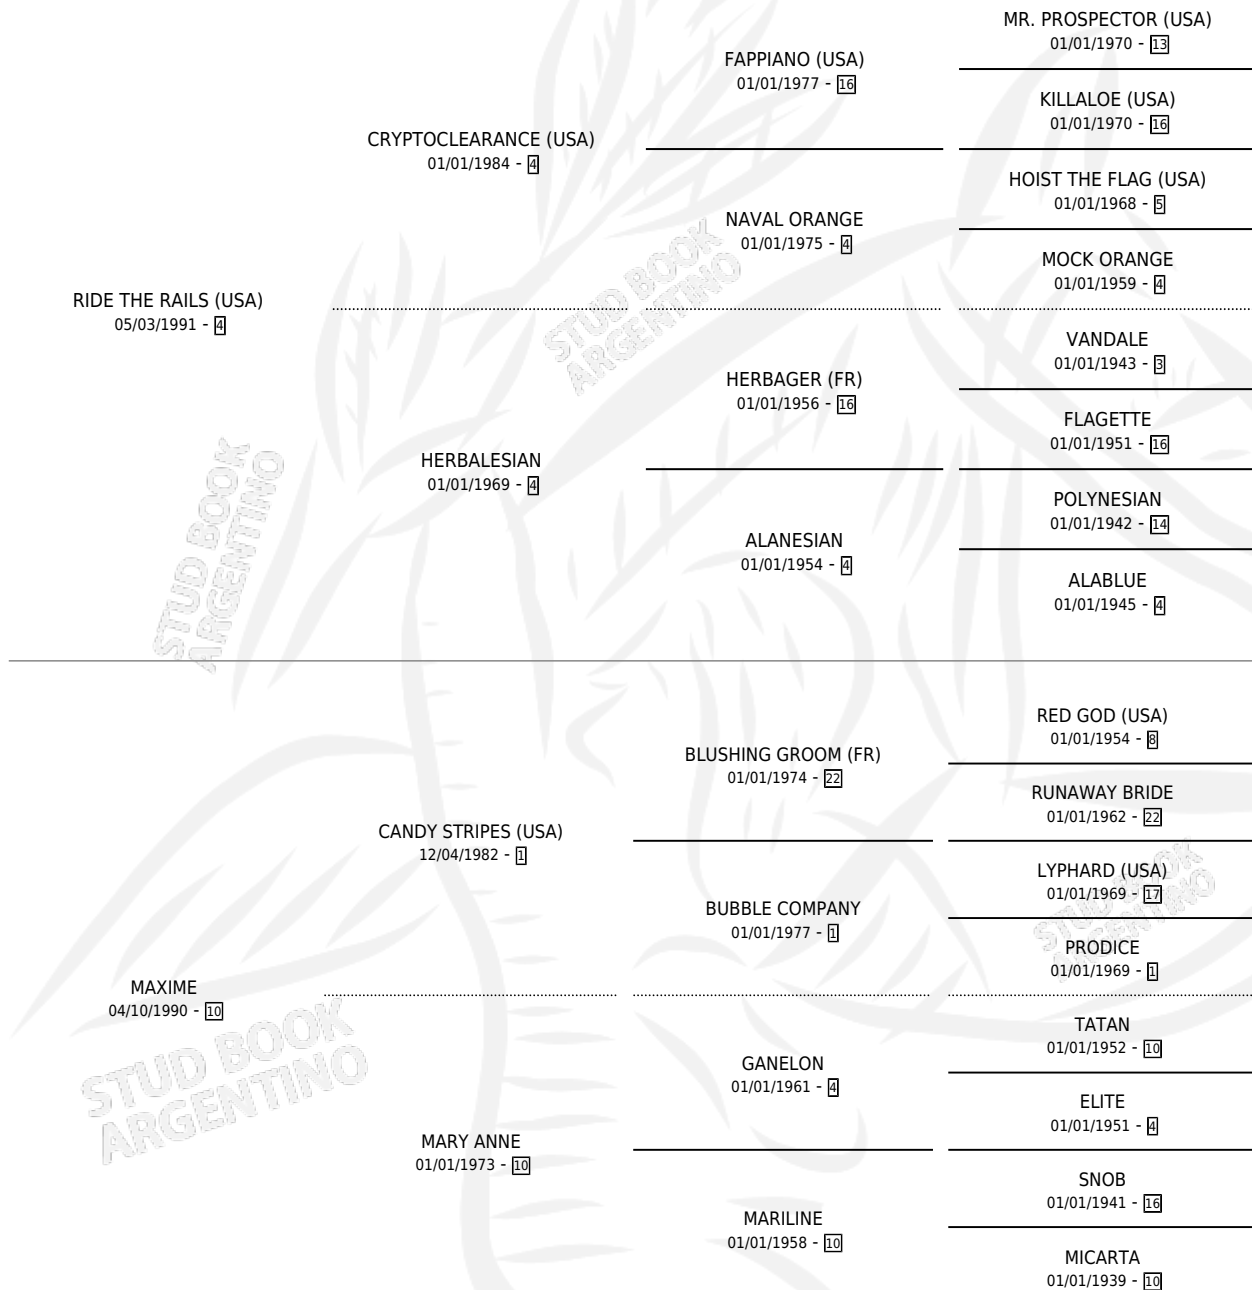 MR. PROSPECTOR (USA)
01/01/1970 - 13
FAPPIANO (USA)
01/01/1977 - 16
KILLALOE (USA)
01/01/1970 - 16
CRYPTOCLEARANCE (USA)
01/01/1984 - 4
HOIST THE FLAG (USA)
01/01/1968 - 5
NAVAL ORANGE
01/01/1975 - 4
MOCK ORANGE
01/01/1959 - 4
RIDE THE RAILS (USA)
05/03/1991 - 4
VANDALE
01/01/1943 - 3
HERBAGER (FR)
01/01/1956 - 16
FLAGETTE
01/01/1951 - 16
HERBALESIAN
01/01/1969 - 4
POLYNESIAN
01/01/1942 - 14
ALANESIAN
01/01/1954 - 4
ALABLUE
01/01/1945 - 4
RED GOD (USA)
01/01/1954 - 8
BLUSHING GROOM (FR)
01/01/1974 - 22
RUNAWAY BRIDE
01/01/1962 - 22
CANDY STRIPES (USA)
12/04/1982 - 1
LYPHARD (USA)
01/01/1969 - 17
BUBBLE COMPANY
01/01/1977 - 1
PRODICE
01/01/1969 - 1
MAXIME
04/10/1990 - 10
TATAN
01/01/1952 - 10
GANELON
01/01/1961 - 4
ELITE
01/01/1951 - 4
MARY ANNE
01/01/1973 - 10
SNOB
01/01/1941 - 16
MARILINE
01/01/1958 - 10
MICARTA
01/01/1939 - 10
STUD BOOK
ARGENTINO
STUD BOOK
ARGENTINO
STUD BOOK
ARGENTINO
STUD BOOK
ARGENTINO